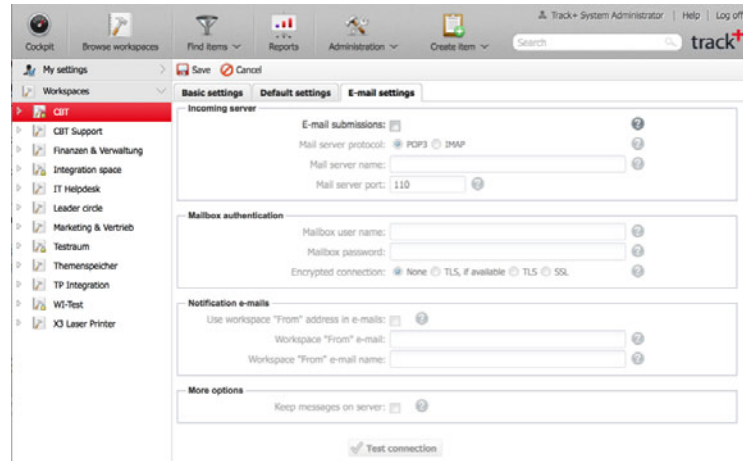 Track+ System Administrator | Help | Log off
Cockpit Browse workspaces Find items Reports Administration Create item Search track+
My settings
Save Cancel
Workspaces
Basic settings Default settings E-mail settings
CBT
CBT Support
Finanzen & Verwaltung
Integration space
IT Helpdesk
Leader circle
Marketing & Vertrieb
Testraum
Themenspeicher
TP Integration
WI-Test
X3 Laser Printer
Incoming server
E-mail submissions: ?
Mail server protocol: POP3 IMAP ?
Mail server name: ?
Mail server port: 110 ?
Mailbox authentication
Mailbox user name: ?
Mailbox password: ?
Encrypted connection: None TLS, if available TLS SSL ?
Notification e-mails
Use workspace "From" address in e-mails: ?
Workspace "From" e-mail: ?
Workspace "From" e-mail name: ?
More options
Keep messages on server: ?
Test connection